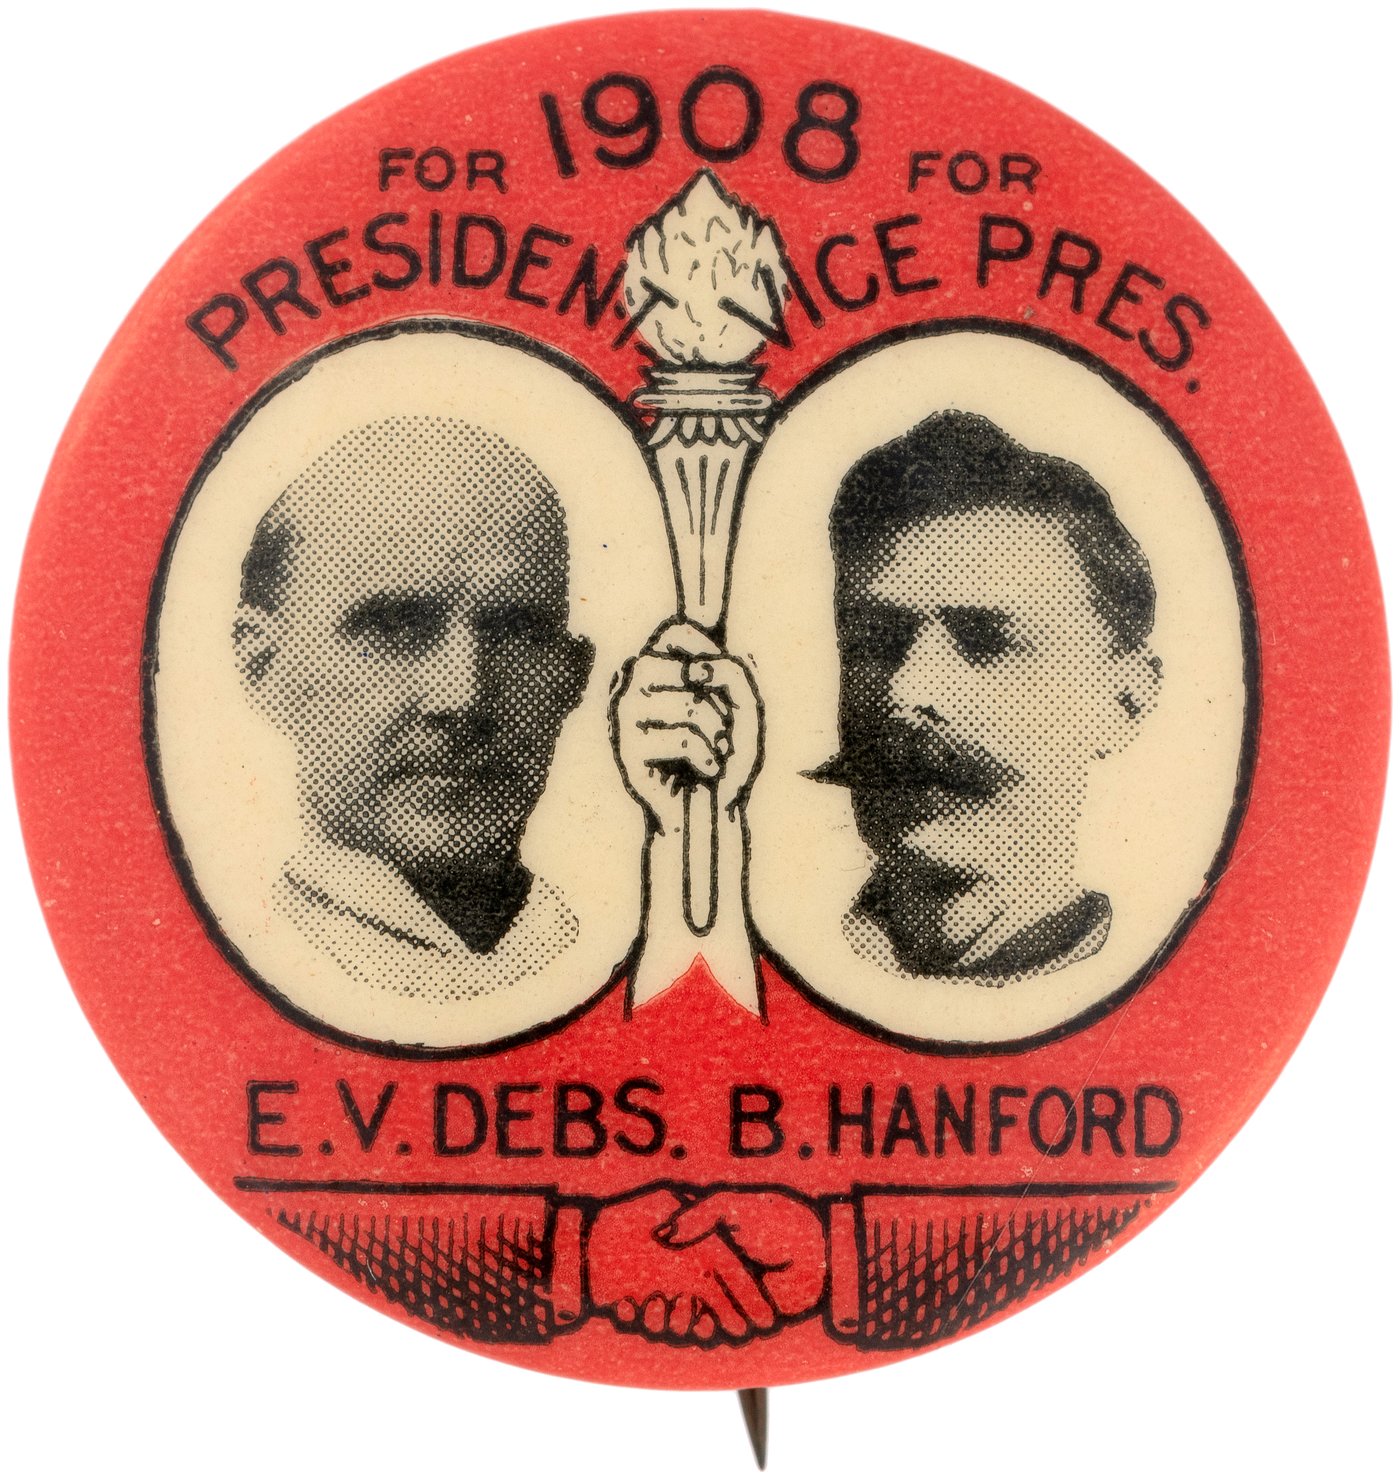 1908
FOR PRESIDENT
FOR VICE PRES.
E.V. DEBS. B. HANFORD